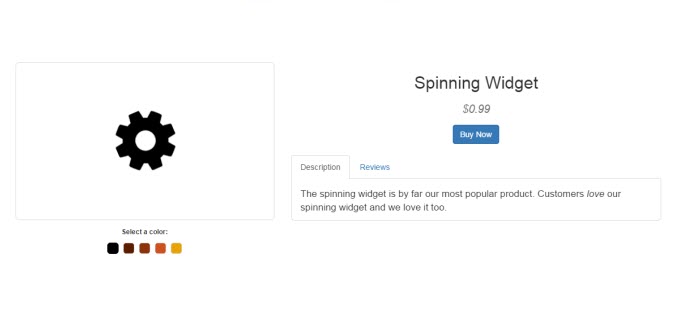 Spinning Widget
$0.99
Buy Now
Description Reviews
The spinning widget is by far our most popular product. Customers love our
spinning widget and we love it too.
Select a color: